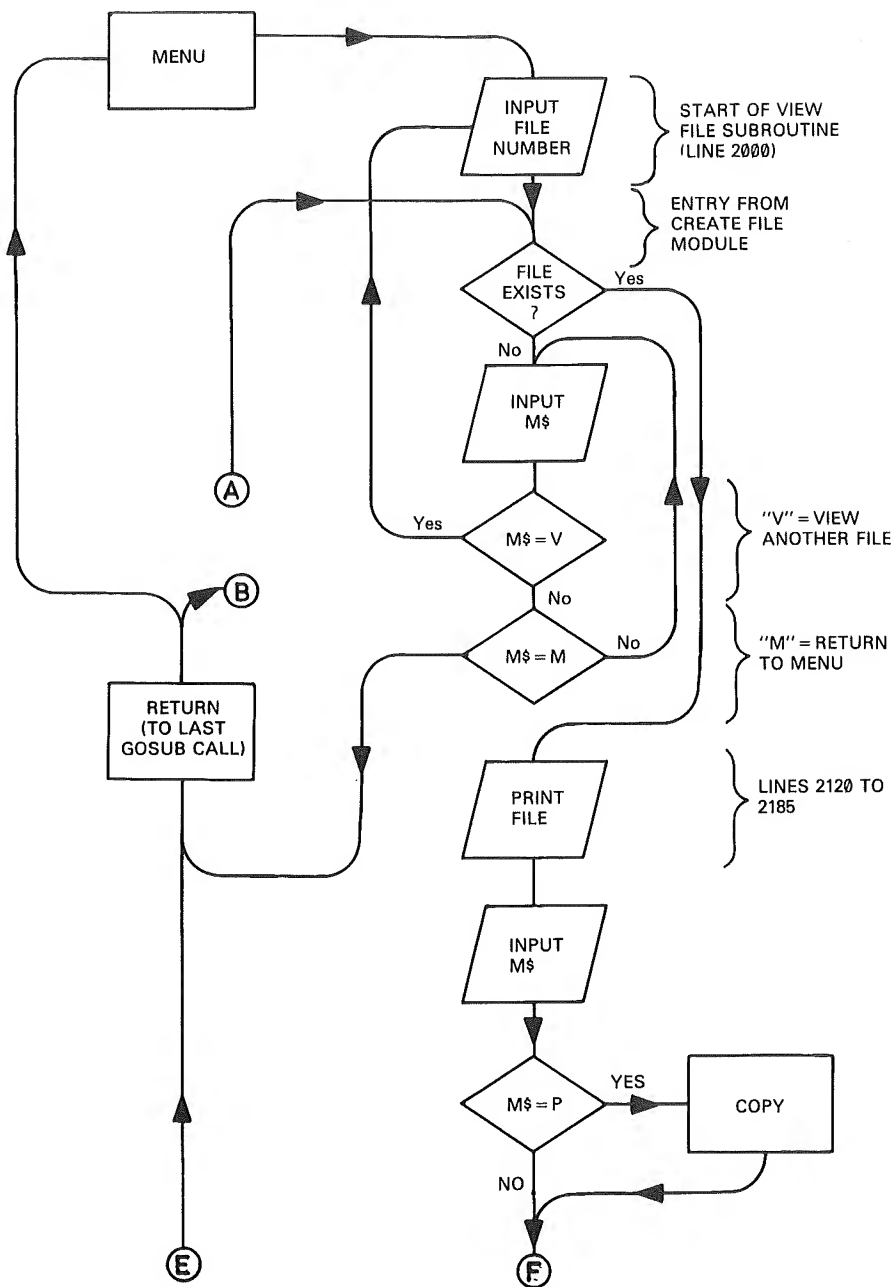 MENU
INPUT
FILE
NUMBER
START OF VIEW
FILE SUBROUTINE
(LINE 2000)
ENTRY FROM
CREATE FILE
MODULE
FILE
EXISTS
?
Yes
No
INPUT
M$
A
Yes
M$ = V
"V" = VIEW
ANOTHER FILE
B
No
M$ = M
No
"M" = RETURN
TO MENU
RETURN
(TO LAST
GOSUB CALL)
PRINT
FILE
LINES 2120 TO
2185
INPUT
M$
M$ = P
YES
COPY
NO
E
F